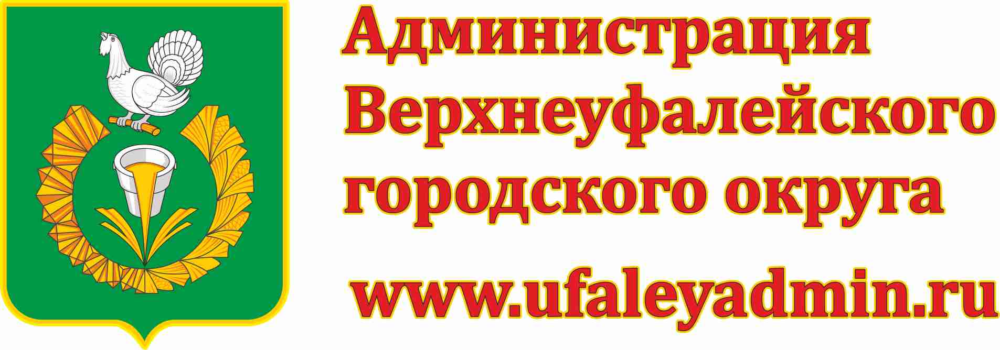 Администрация
Верхнеуфалейского
городского округа
www.ufaleyadmin.ru